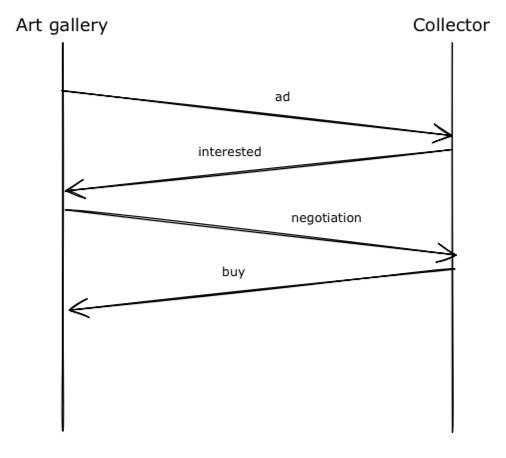 Art gallery
Collector
ad
interested
negotiation
buy